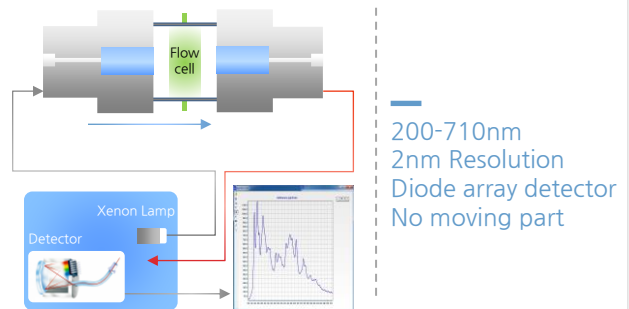 Flow
cell
Xenon Lamp
Detector
200-710nm
2nm Resolution
Diode array detector
No moving part